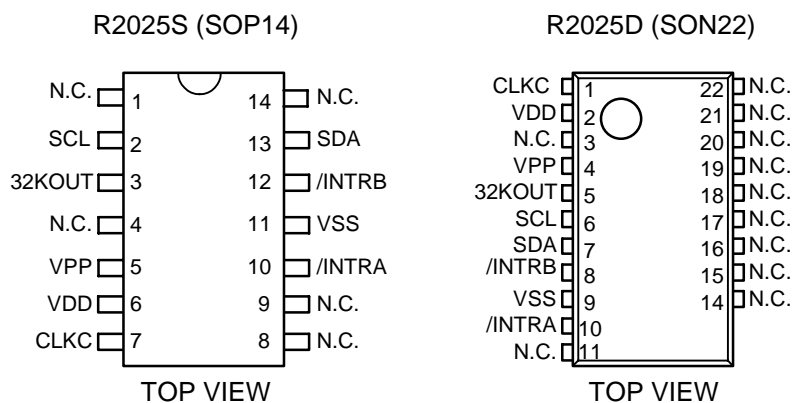 R2025S (SOP14)
N.C. 1 14 N.C.
SCL 2 13 SDA
32KOUT 3 12 /INTRB
N.C. 4 11 VSS
VPP 5 10 /INTRA
VDD 6 9 N.C.
CLKC 7 8 N.C.
TOP VIEW
R2025D (SON22)
CLKC 1 22 N.C.
VDD 2 21 N.C.
N.C. 3 20 N.C.
VPP 4 19 N.C.
32KOUT 5 18 N.C.
SCL 6 17 N.C.
SDA 7 16 N.C.
/INTRB 8 15 N.C.
VSS 9 14 N.C.
/INTRA 10
N.C. 11
TOP VIEW